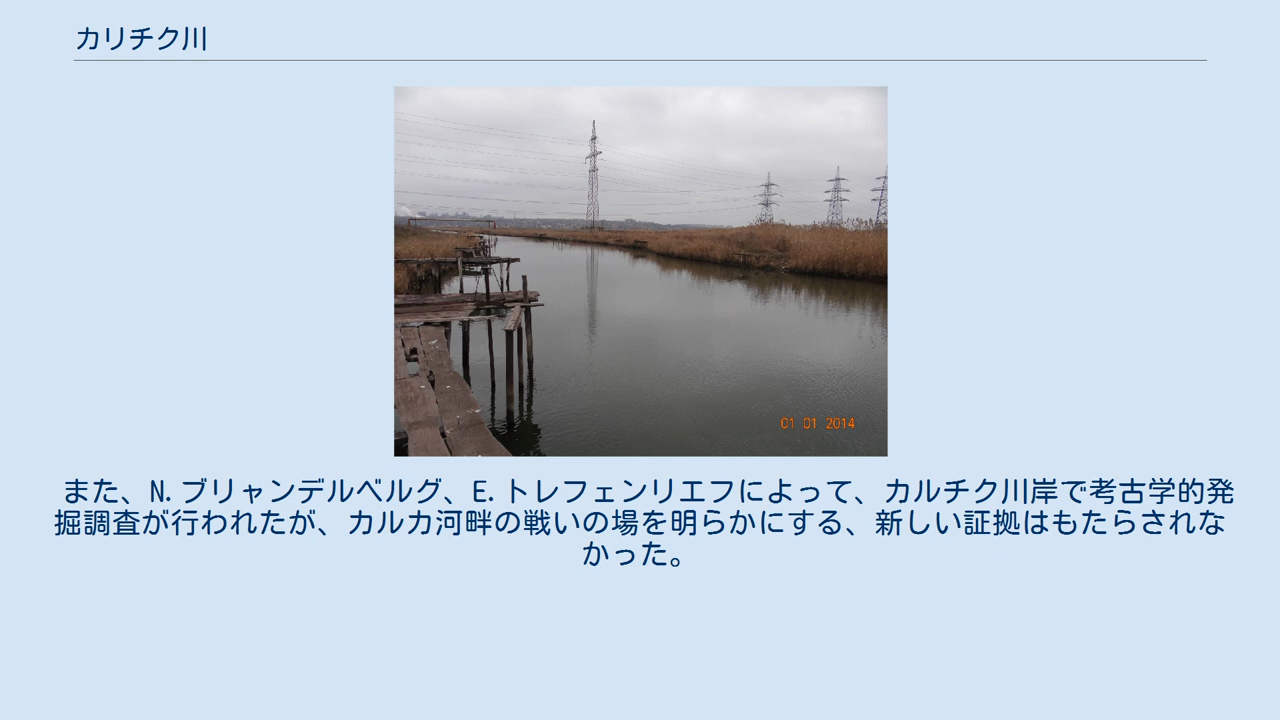 カリチク川
01 01 2014
また、N.ブリャンデルベルグ、E.トレフェンリエフによって、カルチク川岸で考古学的発
掘調査が行われたが、カルカ河畔の戦いの場を明らかにする、新しい証拠はもたらされな
かった。